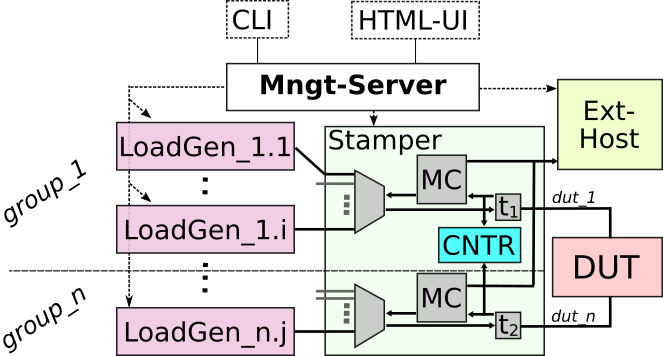 CLI
HTML-UI
Mngt-Server
Ext-
Host
Stamper
LoadGen_1.1
MC
group_1
t1
dut_1
LoadGen_1.i
CNTR
DUT
MC
group_n
LoadGen_n.j
t2
dut_n